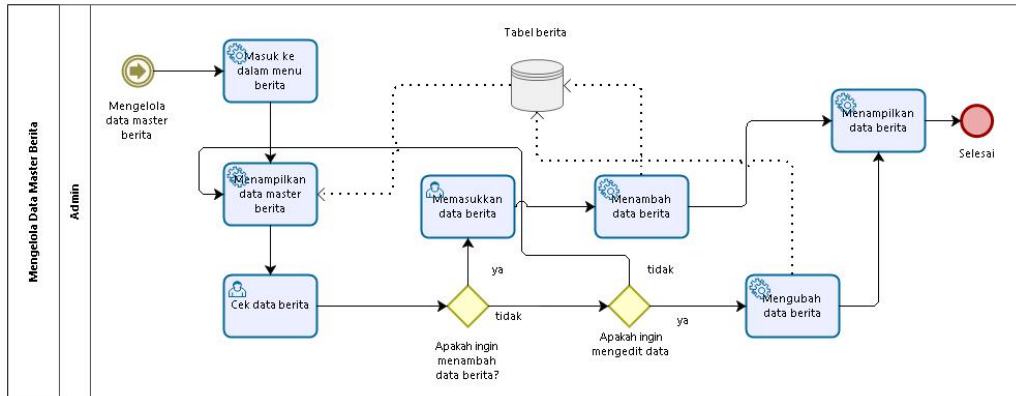 Mengelola Data Master Berita
Admin
Mengelola
data master
berita
Masuk ke
dalam menu
berita
Tabel berita
Menampilkan
data berita
Selesai
Menampilkan
data master
berita
Memasukkan
data berita
Menambah
data berita
Cek data berita
ya
tidak
Apakah ingin
menambah
data berita?
tidak
ya
Apakah ingin
mengedit data
Mengubah
data berita